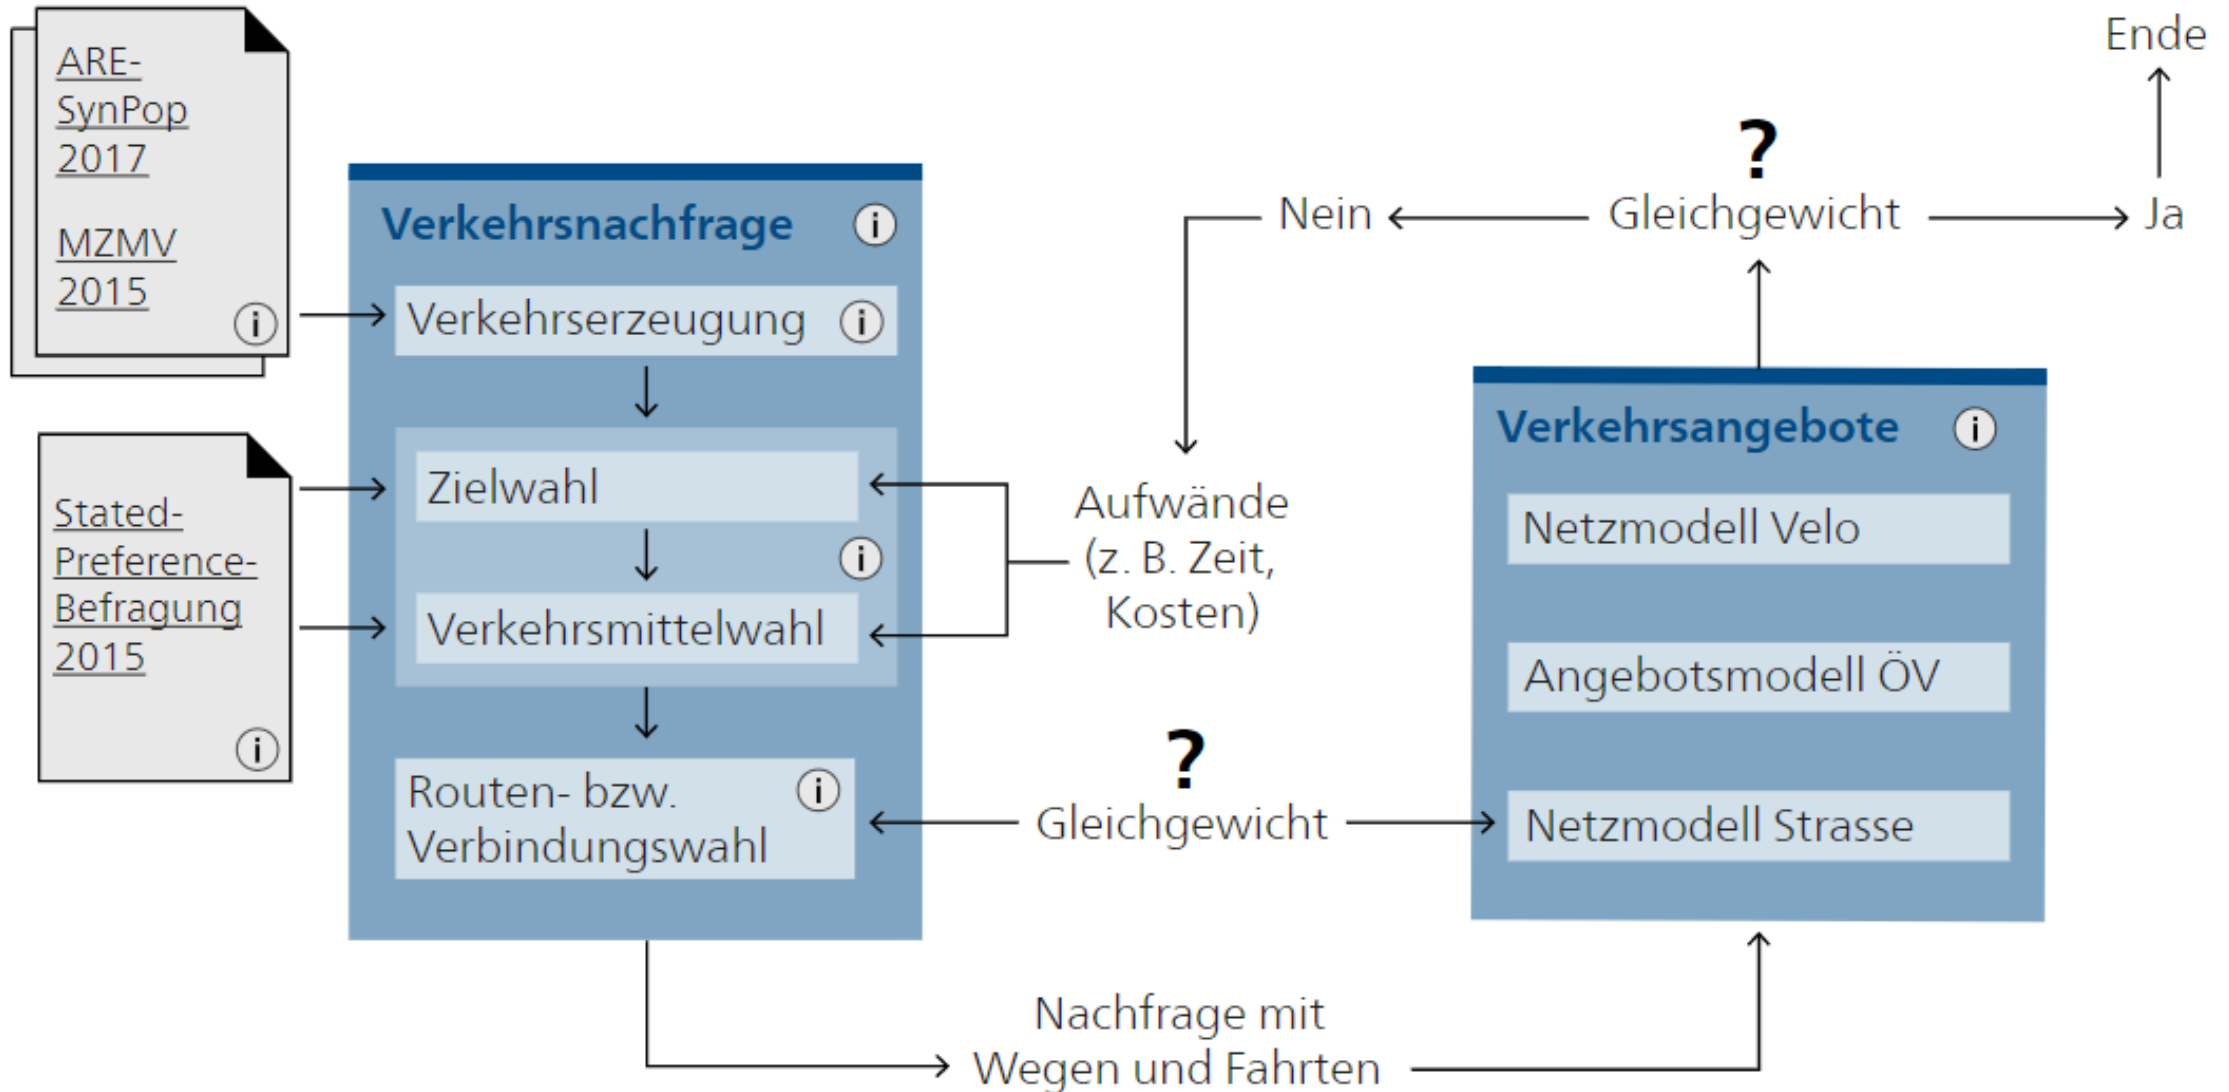 ARE-
SynPop
2017
MZMV
2015
i
Stated-
Preference-
Befragung
2015
i
Verkehrsnachfrage i
Verkehrserzeugung i
Zielwahl
i
Verkehrsmittelwahl
Routen- bzw. i
Verbindungswahl
Ende
?
Nein Gleichgewicht Ja
Aufwände
(z. B. Zeit,
Kosten)
?
Gleichgewicht
Verkehrsangebote i
Netzmodell Velo
Angebotsmodell ÖV
Netzmodell Strasse
Nachfrage mit
Wegen und Fahrten